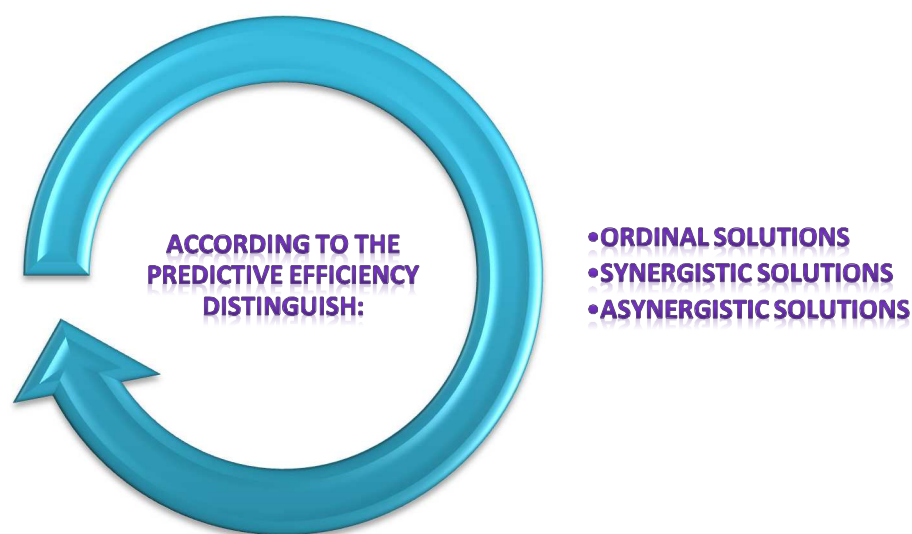 ACCORDING TO THE
PREDICTIVE EFFICIENCY
DISTINGUISH:
•ORDINAL SOLUTIONS
•SYNERGISTIC SOLUTIONS
•ASYNERGISTIC SOLUTIONS